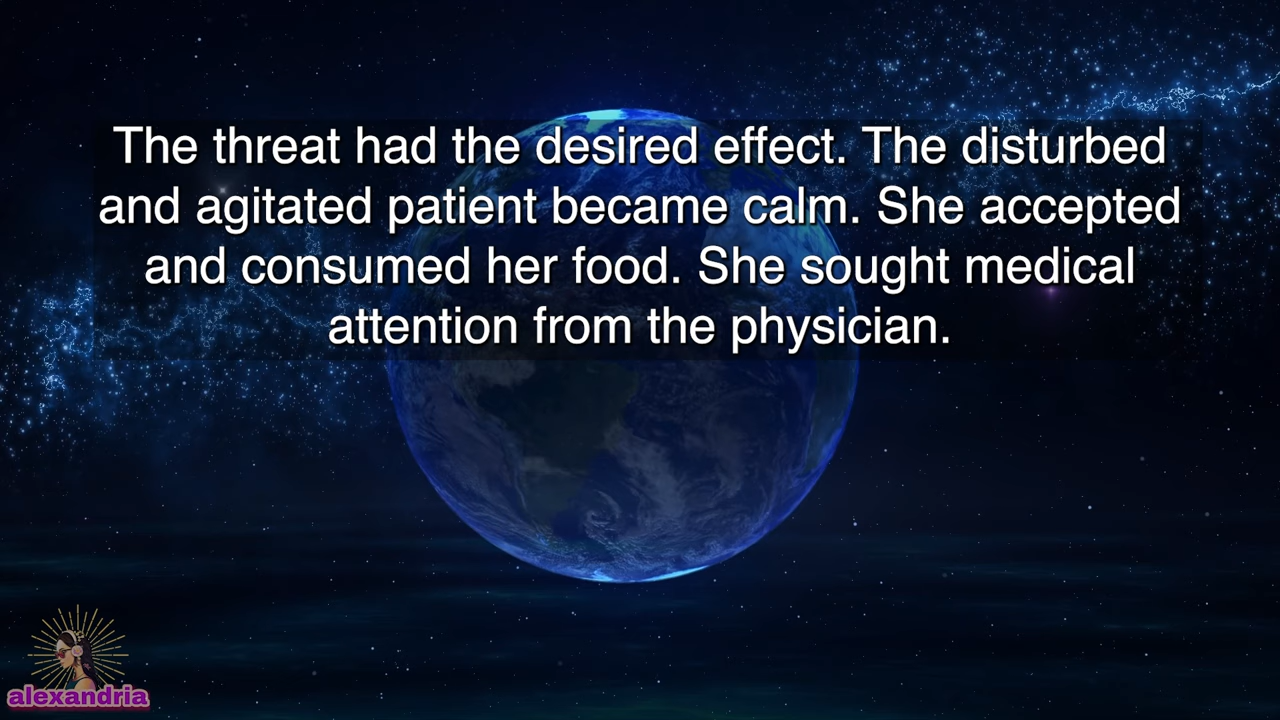 The threat had the desired effect. The disturbed
and agitated patient became calm. She accepted
and consumed her food. She sought medical
attention from the physician.
alexandria